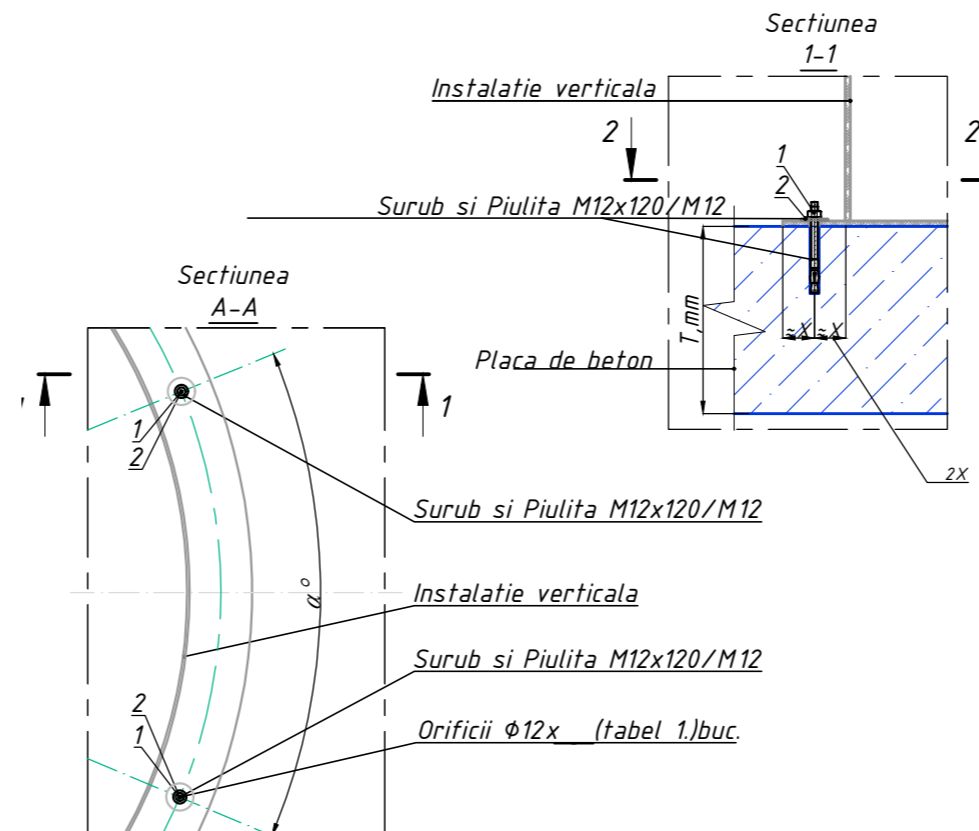 Sectiunea
1-1
Instalatie verticala
2
2
1
2
Surub si Piulita M12x120/M12
T,mm
≈X
≈X
Placa de beton
2X
Sectiunea
A-A
1
1
2
Surub si Piulita M12x120/M12
α°
Instalatie verticala
Surub si Piulita M12x120/M12
2
1
Orificii Φ12x___(tabel 1.)buc.